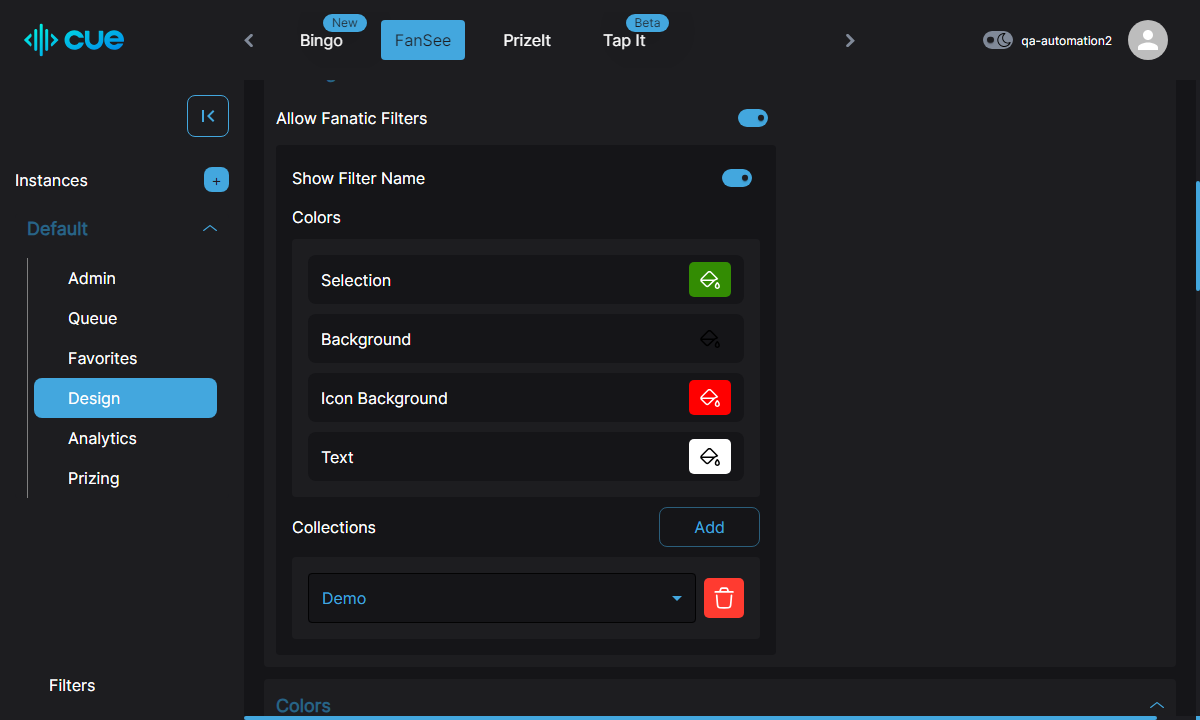 cue
New
Bingo
FanSee
PrizeIt
Beta
Tap It
qa-automation2
Instances
+
Default
Admin
Queue
Favorites
Design
Analytics
Prizing
Filters
Allow Fanatic Filters
Show Filter Name
Colors
Selection
Background
Icon Background
Text
Collections
Add
Demo
Colors